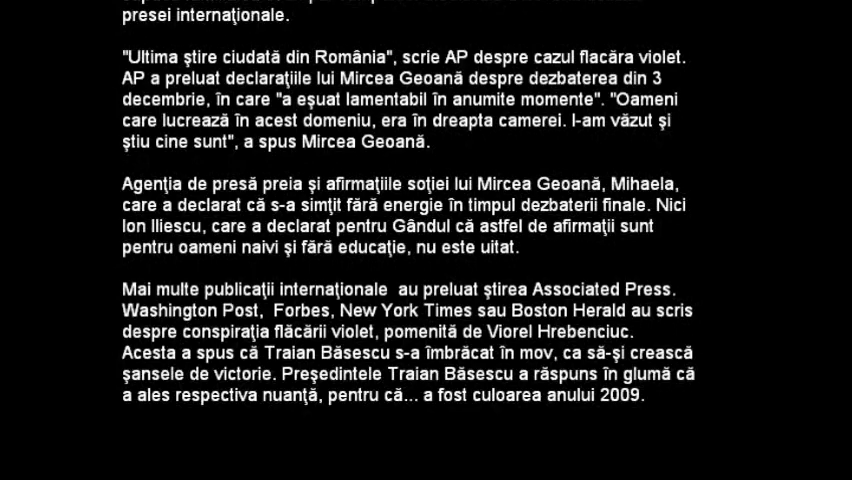 presei internaţionale.
"Ultima ştire ciudată din România", scrie AP despre cazul flacăra violet.
AP a preluat declaraţiile lui Mircea Geoană despre dezbaterea din 3
decembrie, în care "a eşuat lamentabil în anumite momente". "Oameni
care lucrează în acest domeniu, era în dreapta camerei. I-am văzut şi
ştiu cine sunt", a spus Mircea Geoană.
Agenţia de presă preia şi afirmaţiile soţiei lui Mircea Geoană, Mihaela,
care a declarat că s-a simţit fără energie în timpul dezbaterii finale. Nici
Ion Iliescu, care a declarat pentru Gândul că astfel de afirmaţii sunt
pentru oameni naivi şi fără educaţie, nu este uitat.
Mai multe publicaţii internaţionale  au preluat ştirea Associated Press.
Washington Post,  Forbes, New York Times sau Boston Herald au scris
despre conspiraţia flăcării violet, pomenită de Viorel Hrebenciuc.
Acesta a spus că Traian Băsescu s-a îmbrăcat în mov, ca să-şi crească
şansele de victorie. Preşedintele Traian Băsescu a răspuns în glumă că
a ales respectiva nuanţă, pentru că... a fost culoarea anului 2009.